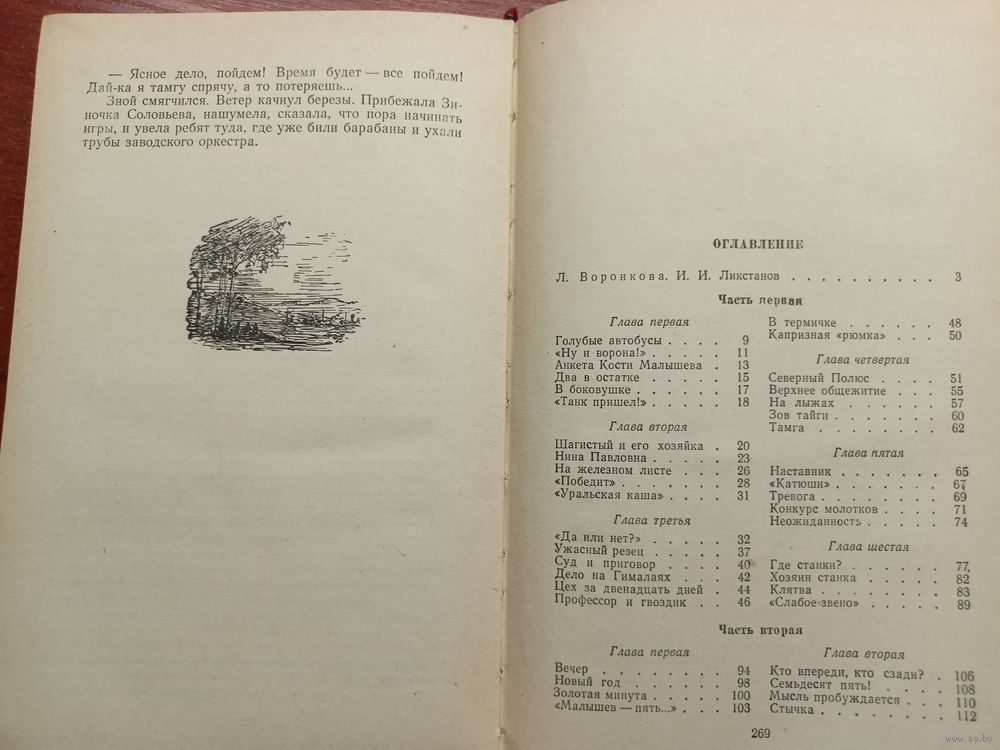 — Ясное дело, пойдем! Время будет — все пойдем!
Дай-ка я тамгу спрячу, а то потеряешь...
Зной смягчился. Ветер качнул березы. Прибежала Зи-
ночка Соловьева, нашумела, сказала, что пора начинать
игры, и увела ребят туда, где уже били барабаны и ухали
трубы заводского оркестра.
ОГЛАВЛЕНИЕ
Л. Воронкова. И. И. Ликстанов . . . . . . . . . . 3
Часть первая
Глава первая
Голубые автобусы . . . . 9
«Ну и ворона!» . . . . . 11
Анкета Кости Малышева . 13
Два в остатке . . . . . 15
В боковушке . . . . . . 17
«Танк пришел!» . . . . . 18
Глава вторая
Шагистый и его хозяйка . 20
Нина Павловна . . . . . 23
На железном листе . . . 26
«Победит» . . . . . . . 28
«Уральская каша» . . . . 31
Глава третья
«Да или нет?» . . . . . 32
Ужасный резец . . . . . 37
Суд и приговор . . . . 40
Дело на Гималаях . . . 42
Цех за двенадцать дней . 44
Профессор и гвоздик . . 46
В термичке . . . . . . 48
Капризная «рюмка» . . . 50
Глава четвертая
Северный Полюс . . . . 51
Верхнее общежитие . . . 55
На лыжах . . . . . . 57
Зов тайги . . . . . . 60
Тамга . . . . . . . 62
Глава пятая
Наставник . . . . . . 65
«Катюши» . . . . . . 67
Тревога . . . . . . . 69
Конкурс молотков . . . . 71
Неожиданность . . . . . 74
Глава шестая
Где станки? . . . . . . 77
Хозяин станка . . . . . 82
Клятва . . . . . . . 83
«Слабое звено» . . . . . 89
Часть вторая
Глава первая
Вечер . . . . . . . 94
Новый год . . . . . . 98
Золотая минута . . . . . 100
«Малышев — пять...» . . . 103
Глава вторая
Кто впереди, кто сзади? . 106
Семьдесят пять! . . . . 108
Мысль пробуждается . . . 110
Стычка . . . . . . . 112
269
www.ay.by